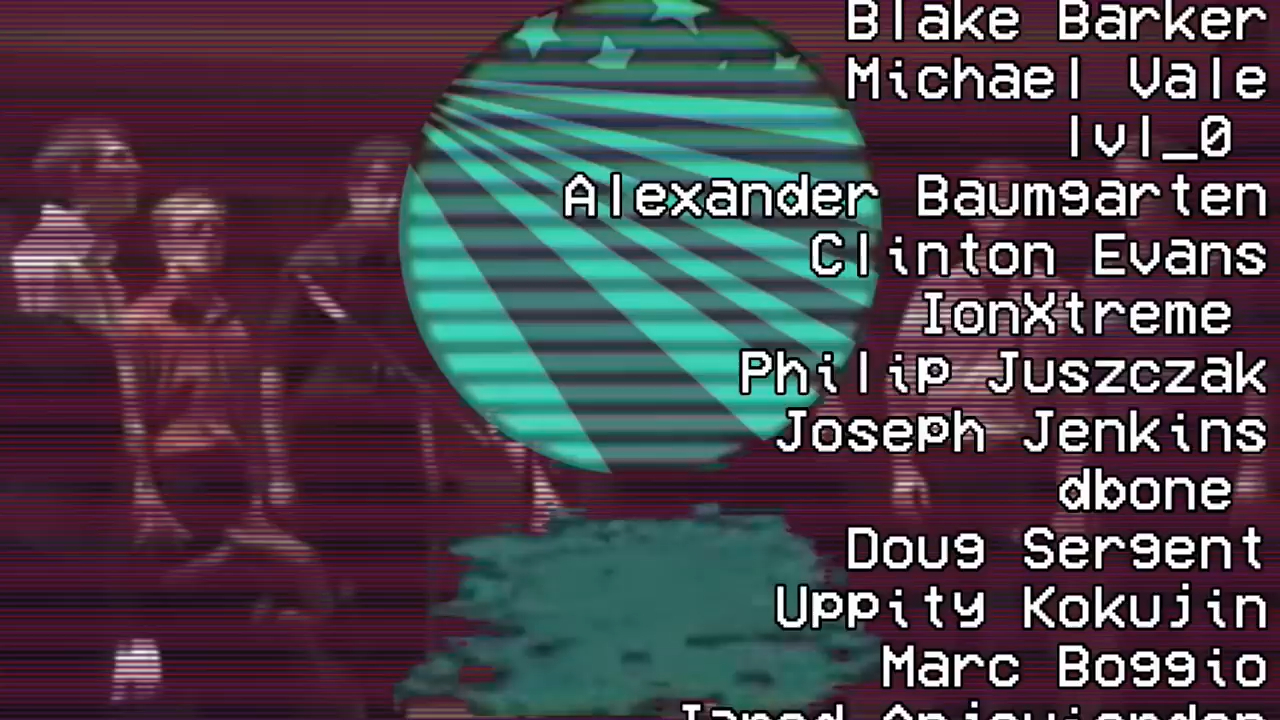 Blake Barker
Michael Vale
lvl_0
Alexander Baumgarten
Clinton Evans
IonXtreme
Philip Juszczak
Joseph Jenkins
dbone
Doug Sergent
Uppity Kokujin
Marc Boggio
Jared